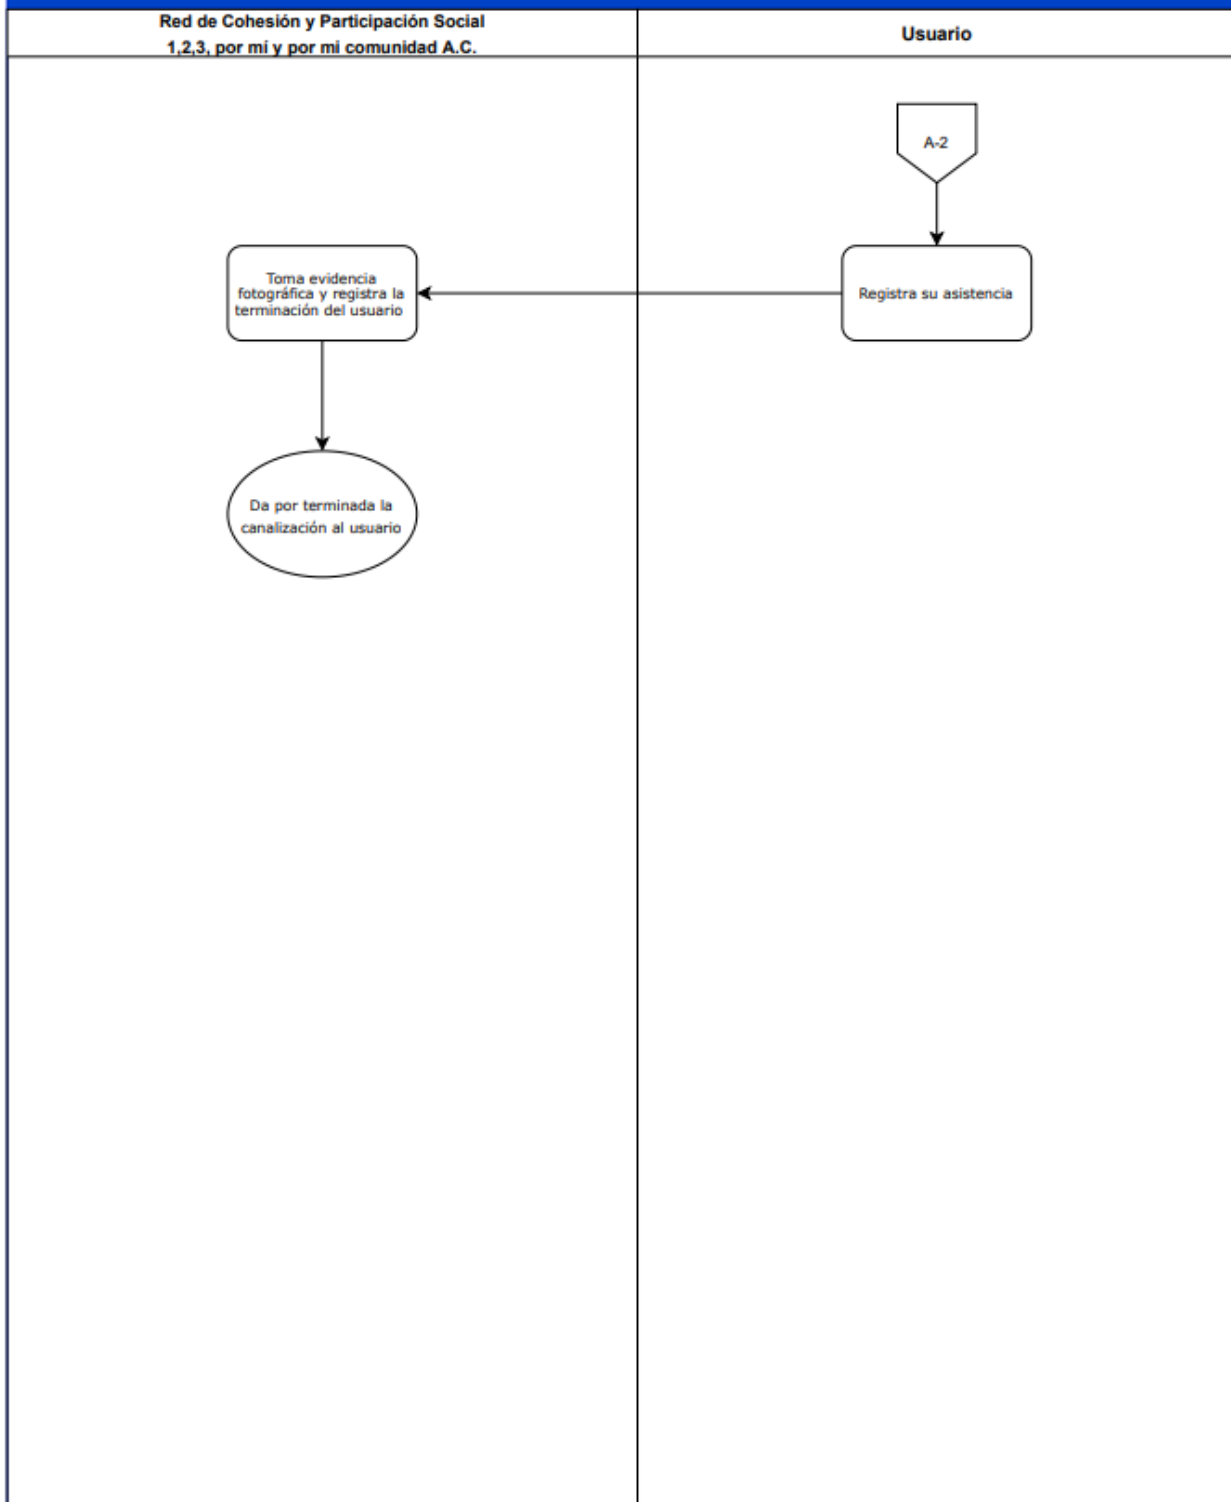 Red de Cohesión y Participación Social
1,2,3, por mí y por mi comunidad A.C.
Usuario
A-2
Toma evidencia
fotográfica y registra la
terminación del usuario
Registra su asistencia
Da por terminada la
canalización al usuario